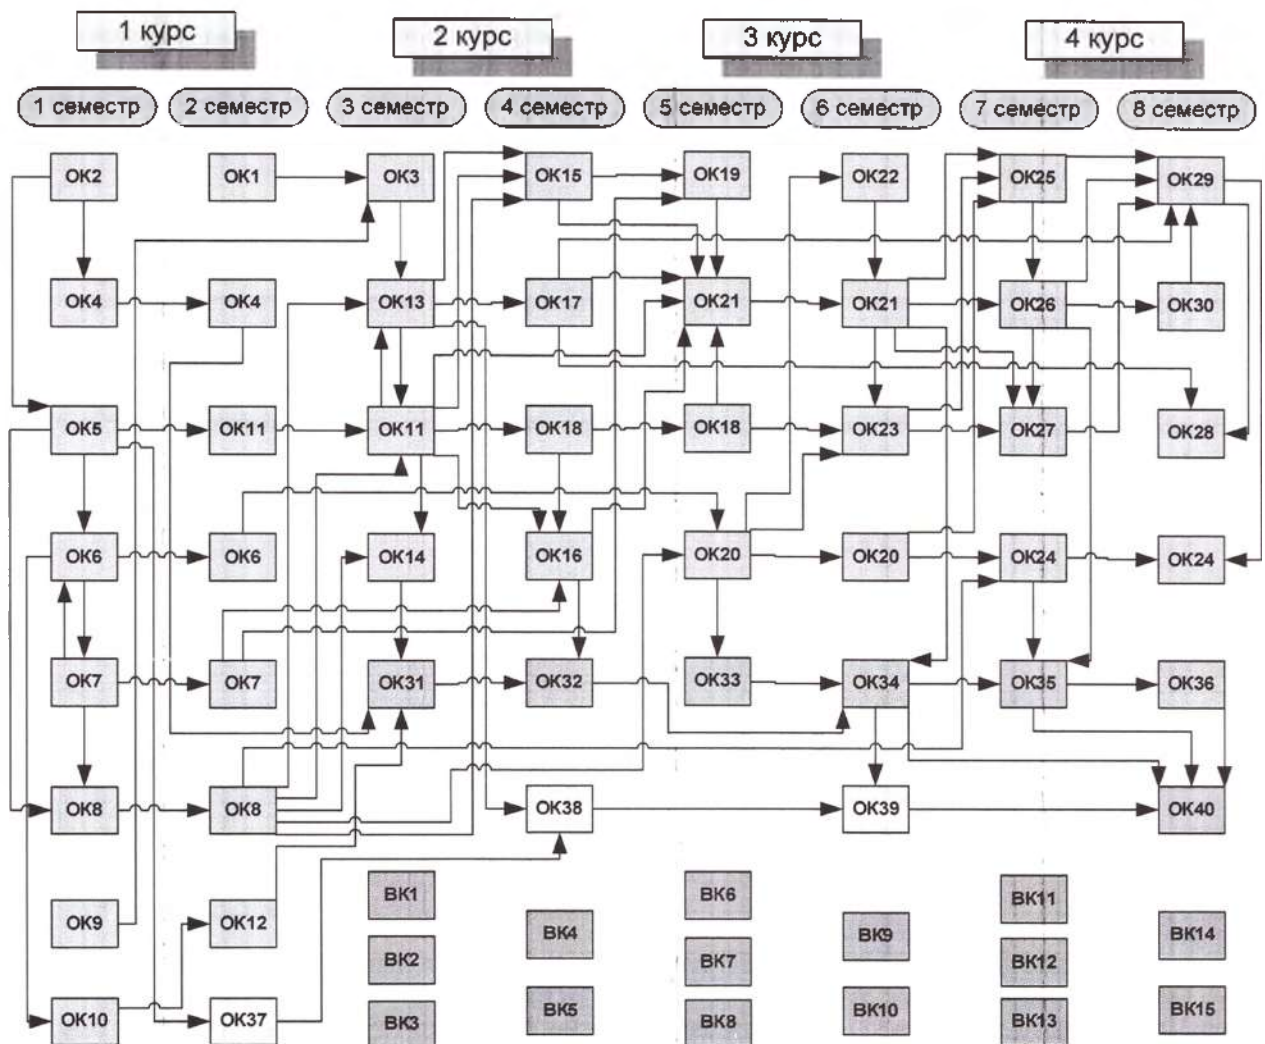 1 курс 2 курс 3 курс 4 курс
1 семестр 2 семестр 3 семестр 4 семестр 5 семестр 6 семестр 7 семестр 8 семестр
ОК2 ОК1 ОК3 ОК15 ОК19 ОК22 ОК25 ОК29
ОК4 ОК4 ОК13 ОК17 ОК21 ОК21 ОК26 ОК30
ОК5 ОК11 ОК11 ОК18 ОК18 ОК23 ОК27 ОК28
ОК6 ОК6 ОК14 ОК16 ОК20 ОК20 ОК24 ОК24
ОК7 ОК7 ОК31 ОК32 ОК33 ОК34 ОК35 ОК36
ОК8 ОК8 ОК38 ОК39 ОК40
ВК1 ВК6 ВК11
ОК9 ОК12 ВК4 ВК9 ВК14
ВК2 ВК7 ВК12
ОК10 ОК37 ВК3 ВК5 ВК8 ВК10 ВК13 ВК15